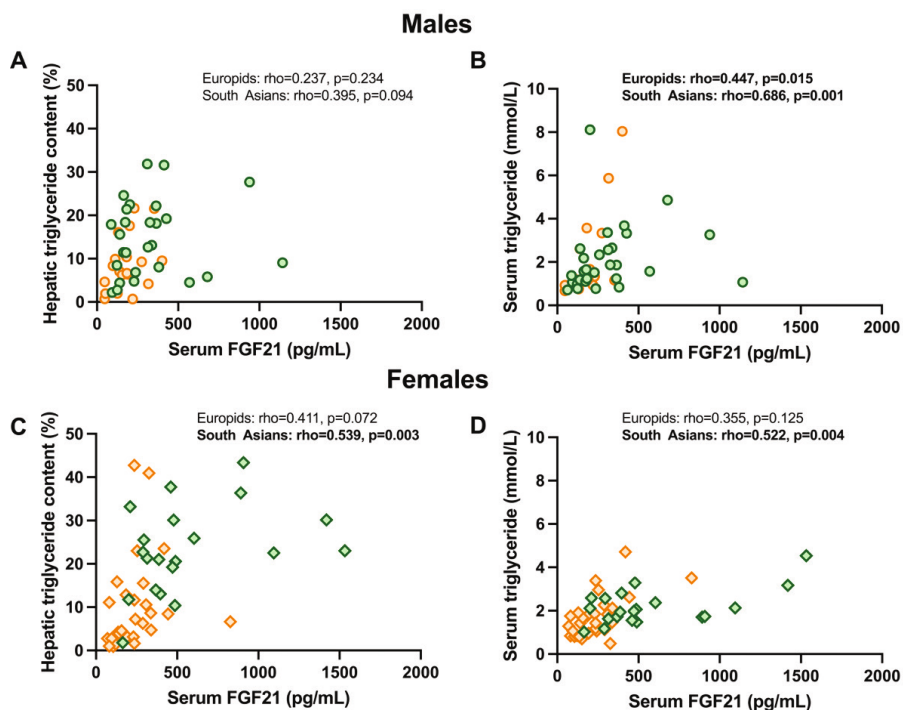 Males
A
Europids: rho=0.237, p=0.234
South Asians: rho=0.395, p=0.094
Hepatic triglyceride content (%)
50
40
30
20
10
0
0 500 1000 1500 2000
Serum FGF21 (pg/mL)
B
Europids: rho=0.447, p=0.015
South Asians: rho=0.686, p=0.001
Serum triglyceride (mmol/L)
10
8
6
4
2
0
0 500 1000 1500 2000
Serum FGF21 (pg/mL)
Females
C
Europids: rho=0.411, p=0.072
South Asians: rho=0.539, p=0.003
Hepatic triglyceride content (%)
50
40
30
20
10
0
0 500 1000 1500 2000
Serum FGF21 (pg/mL)
D
Europids: rho=0.355, p=0.125
South Asians: rho=0.522, p=0.004
Serum triglyceride (mmol/L)
10
8
6
4
2
0
0 500 1000 1500 2000
Serum FGF21 (pg/mL)